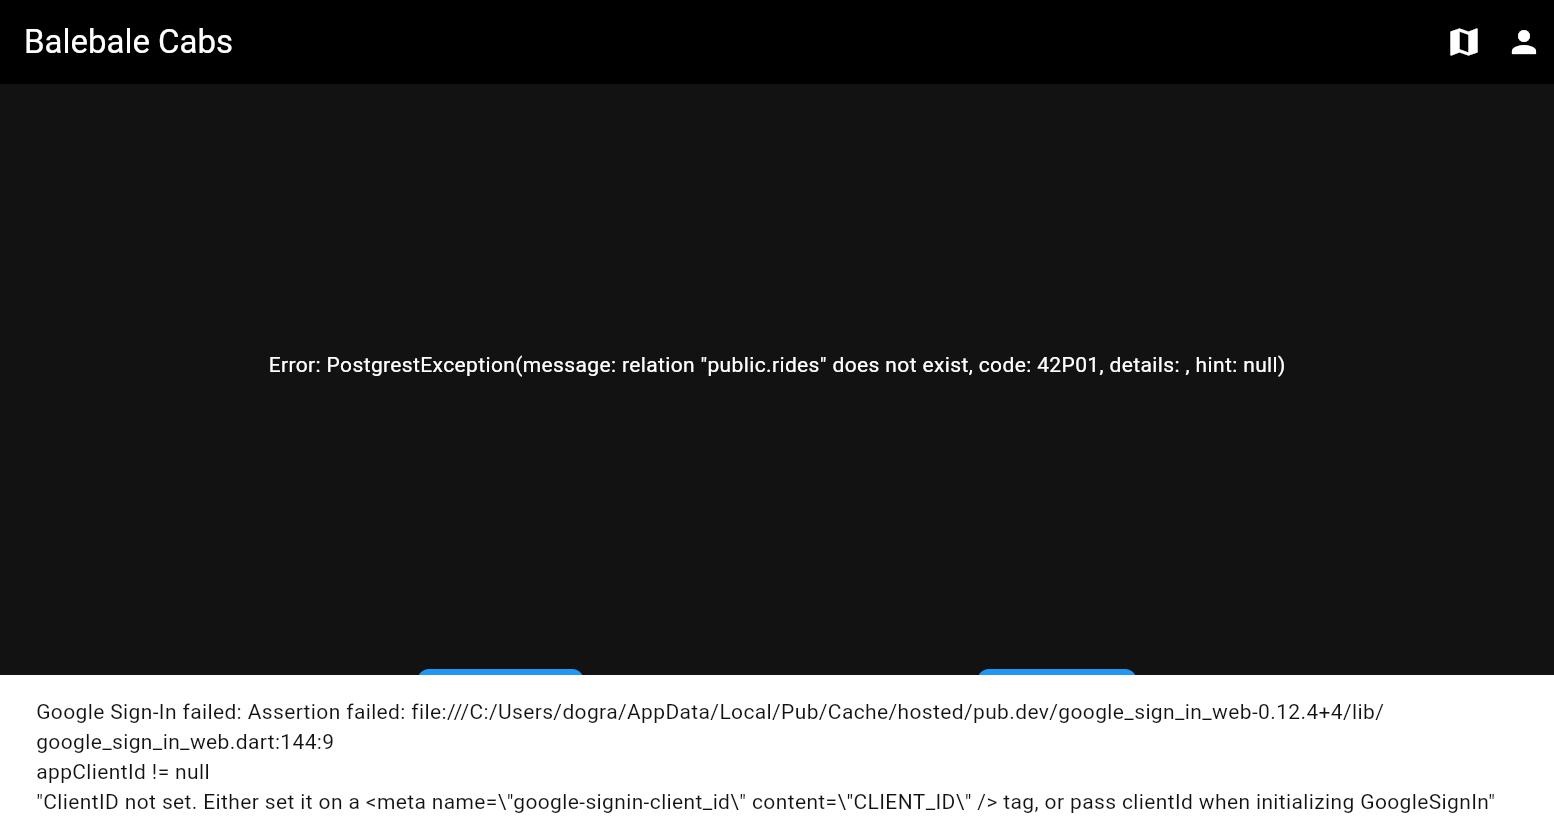 Balebale Cabs
Error: PostgrestException(message: relation "public.rides" does not exist, code: 42P01, details: , hint: null)
Google Sign-In failed: Assertion failed: file:///C:/Users/dogra/AppData/Local/Pub/Cache/hosted/pub.dev/google_sign_in_web-0.12.4+4/lib/
google_sign_in_web.dart:144:9
appClientId != null
"ClientID not set. Either set it on a <meta name=\"google-signin-client_id\" content=\"CLIENT_ID\" /> tag, or pass clientId when initializing GoogleSignIn"